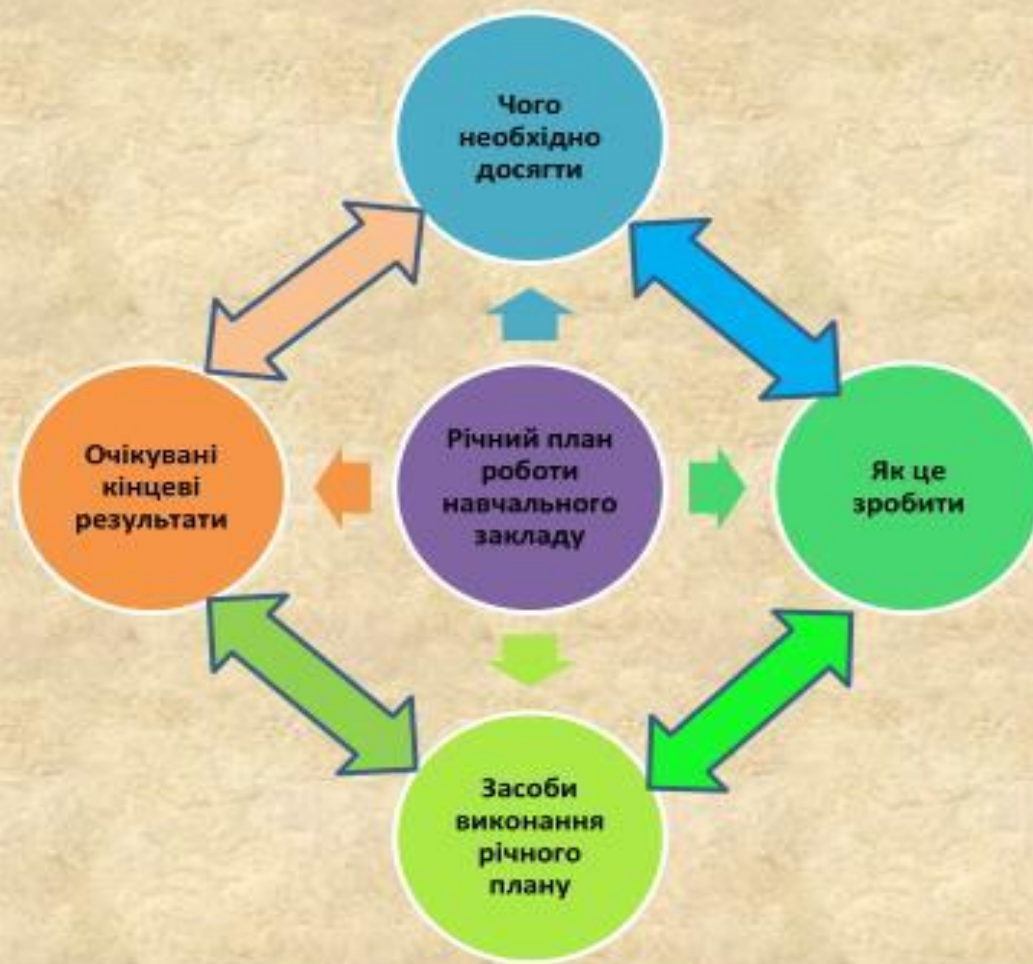 Чого
необхідно
досягти
Очікувані
кінцеві
результати
Річний план
роботи
навчального
закладу
Як це
зробити
Засоби
виконання
річного
плану